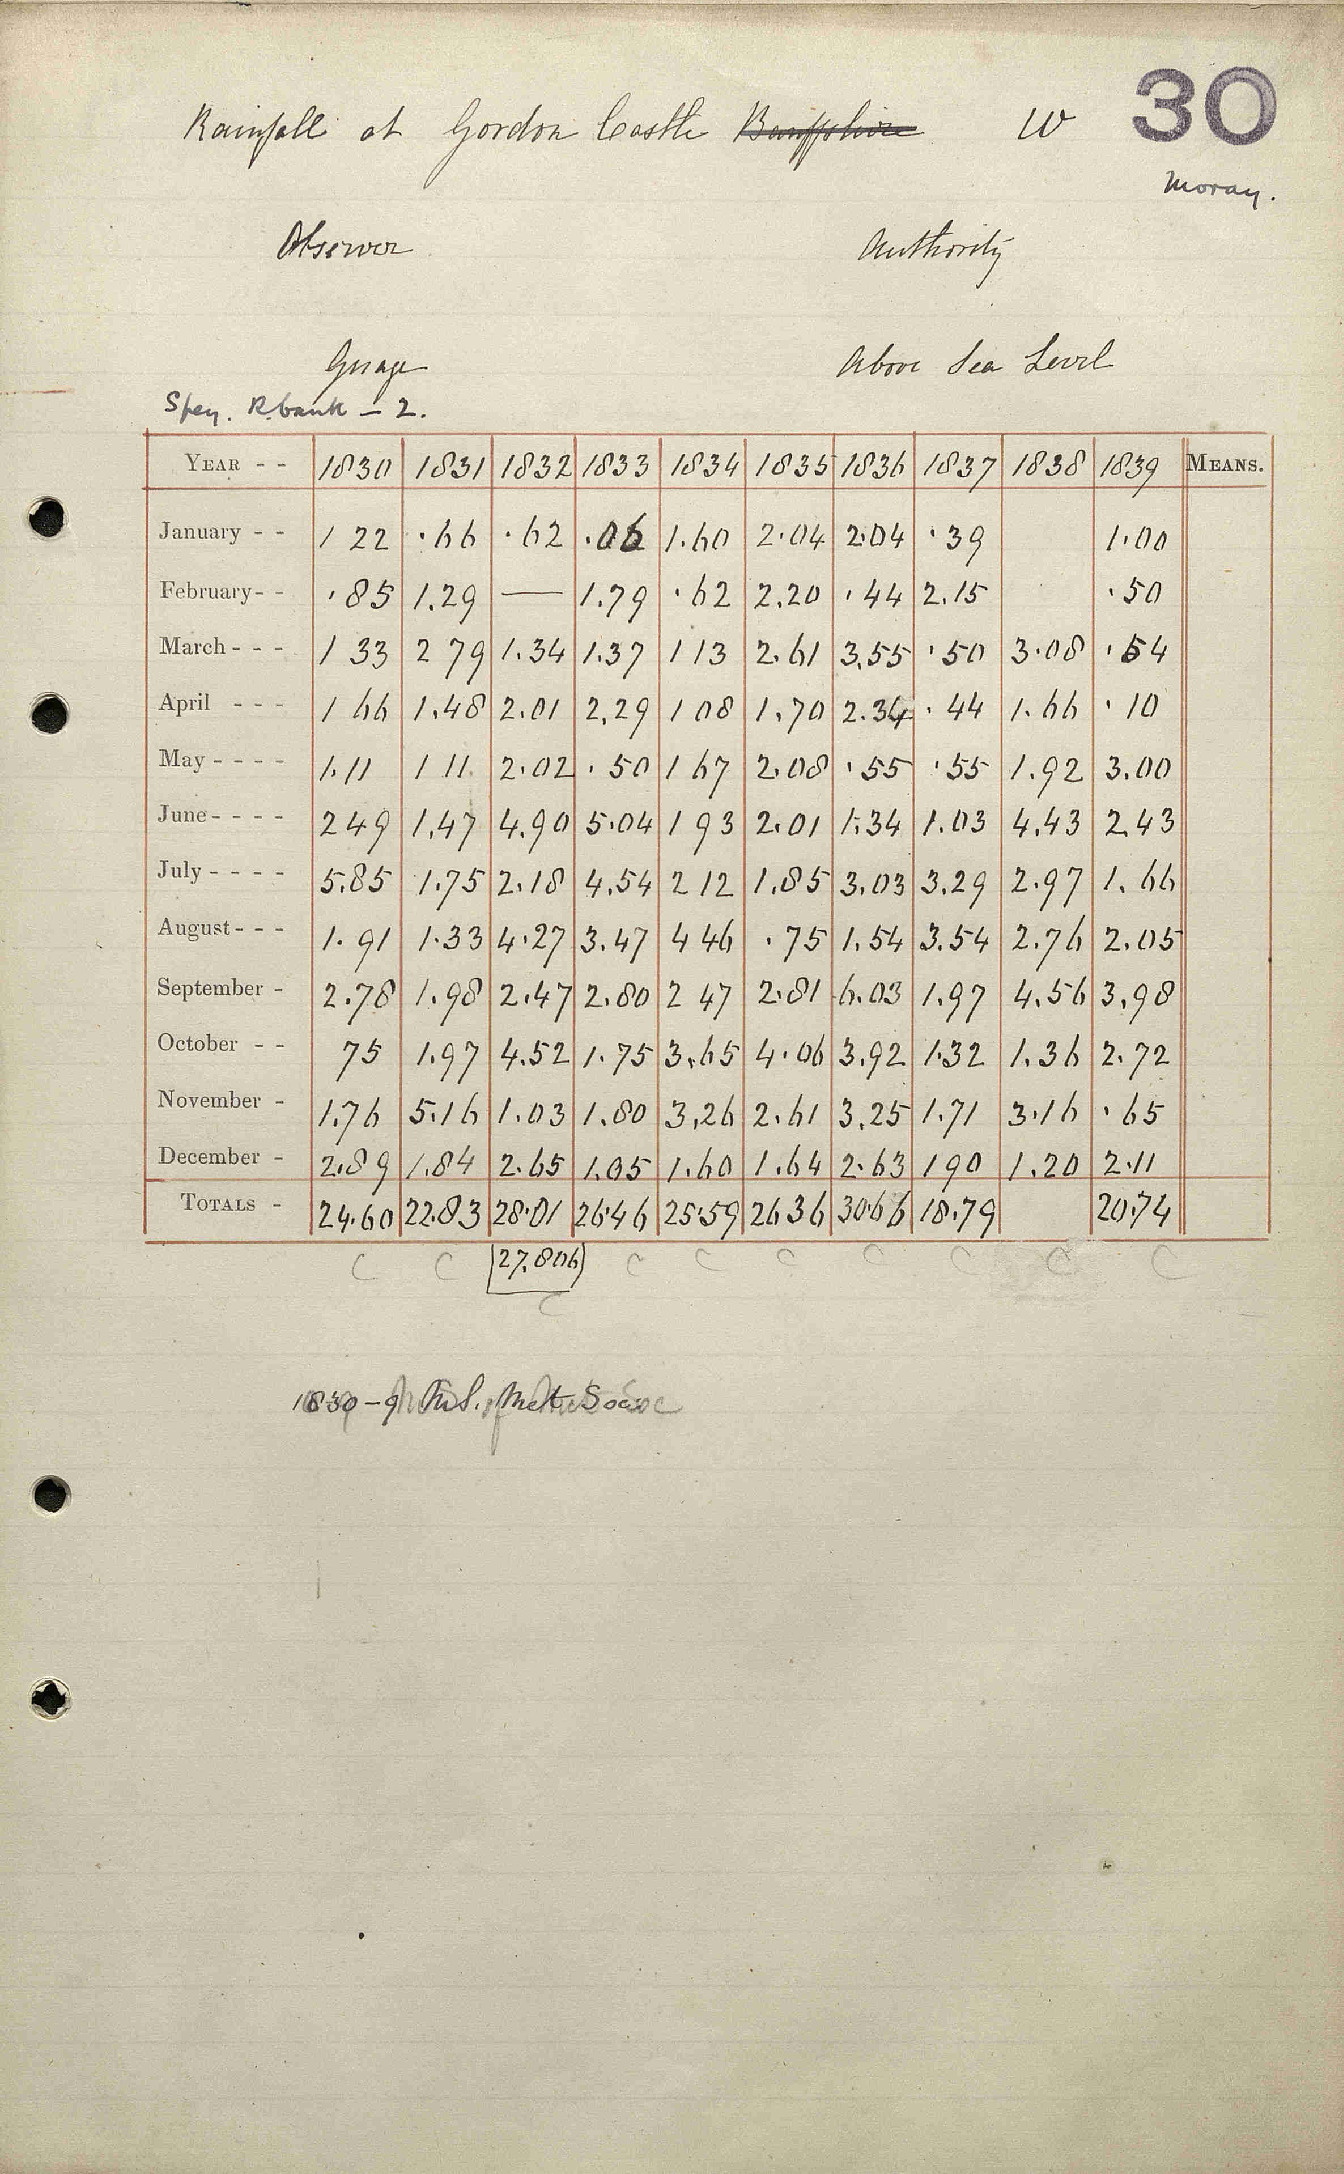 30
Rainfall at Gordon Castle Banffshire W
Moray.
Observer Authority
Guage Above Sea Level
Spey. R.bank - 2.
YEAR - - 1830 1831 1832 1833 1834 1835 1836 1837 1838 1839 MEANS.
January - - 1 22 .66 .62 .06 1.60 2.04 2.04 .39 1.00
February - - .85 1.29 — 1.79 .62 2.20 .44 2.15 .50
March - - - 1 33 2 79 1.34 1.37 1 13 2.61 3.55 .50 3.08 .54
April - - - 1 66 1.48 2.01 2.29 1 08 1.70 2.34 .44 1.66 .10
May - - - - 1.11 1 11 2.02 .50 1 67 2.08 .55 .55 1.92 3.00
June - - - - 2 49 1.47 4.90 5.04 1 93 2.01 1.34 1.03 4.43 2.43
July - - - - 5.85 1.75 2.18 4.54 2 12 1.85 3.03 3.29 2.97 1.66
August - - - 1.91 1.33 4.27 3.47 4 46 .75 1.54 3.54 2.76 2.05
September - 2.78 1.98 2.47 2.80 2 47 2.81 6.03 1.97 4.56 3.98
October - - 75 1.97 4.52 1.75 3.65 4.06 3.92 1.32 1.36 2.72
November - 1.76 5.16 1.03 1.80 3.26 2.61 3.25 1.71 3.16 .65
December - 2.89 1.84 2.65 1.05 1.60 1.64 2.63 1 90 1.20 2.11
TOTALS - 24.60 22.83 28.01 26.46 25.59 26 36 30.66 18.79 20.74
C C 27.806 C C C C C C C
C
1830-9 M.S. Met. Soc.